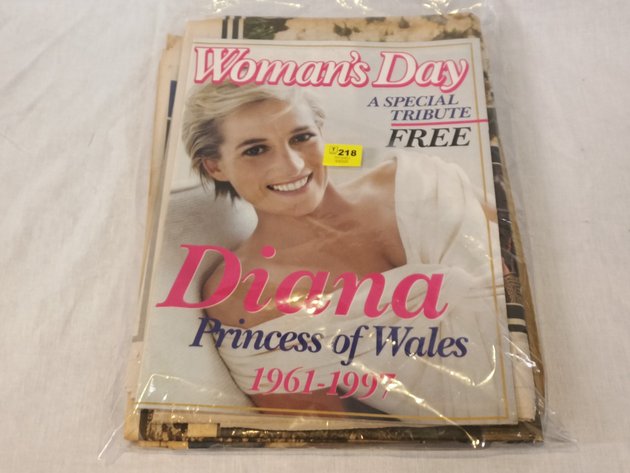 Woman's Day
A SPECIAL
TRIBUTE
FREE
218
Diana
Princess of Wales
1961-1997